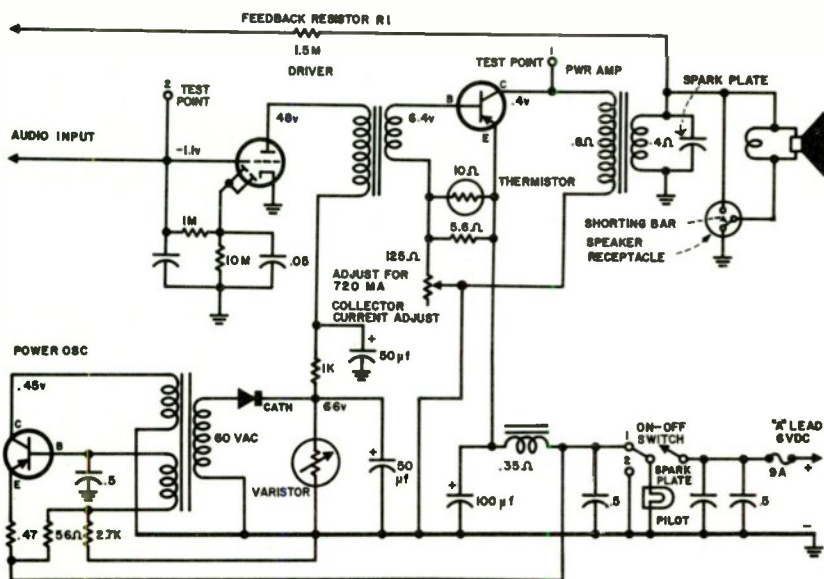 FEEDBACK RESISTOR R1
1.5M
DRIVER
2
TEST
POINT
AUDIO INPUT
-1.1v
48v
6.4v
B
C
E
.4v
1
TEST POINT
PWR AMP
SPARK PLATE
.6Ω
.4Ω
10Ω
THERMISTOR
5.6Ω
125Ω
ADJUST FOR
720 MA
COLLECTOR
CURRENT ADJUST
SHORTING BAR
SPEAKER
RECEPTACLE
1M
10M
.05
+
50µf
1K
POWER OSC
.45v
C
B
E
.5
.47
56Ω
2.7K
60 VAC
CATH
66v
VARISTOR
+
50
µf
+
100µf
.35Ω
.5
1
2
ON-OFF
SWITCH
SPARK
PLATE
PILOT
.5
9A
"A" LEAD
6VDC
+
-